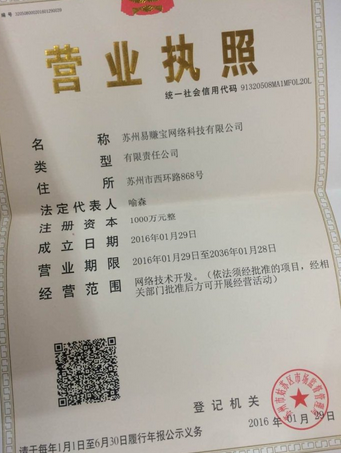 营业执照
统一社会信用代码 91320508MA1MF0L20L
名称 苏州易赚宝网络科技有限公司
类型 有限责任公司
住所 苏州市西环路868号
法定代表人 喻森
注册资本 1000万元整
成立日期 2016年01月29日
营业期限 2016年01月29日至2036年01月28日
经营范围 网络技术开发。（依法须经批准的项目，经相
关部门批准后方可开展经营活动）
登记机关
2016年01月29日
请于每年1月1日至6月30日履行年报公示义务